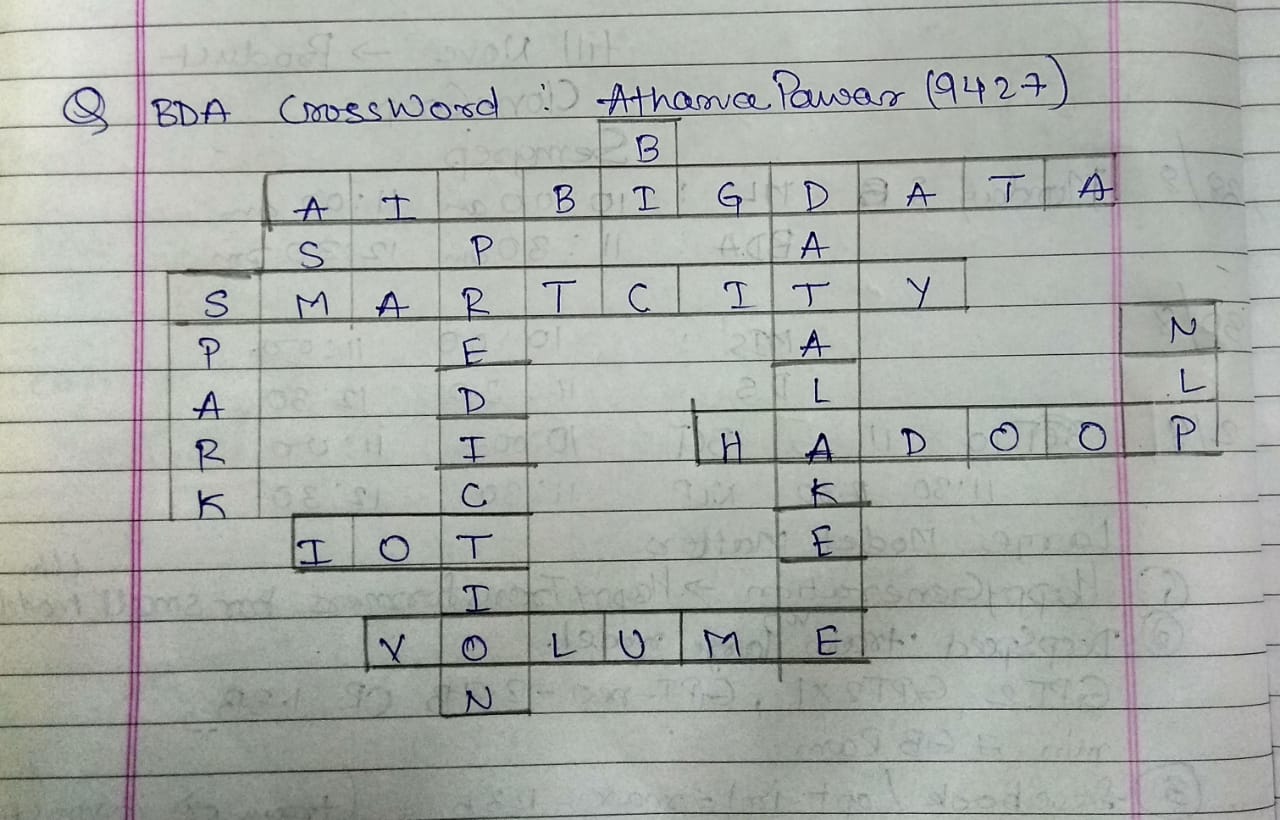 Q BDA CrossWord : Atharva Pawar (9427)
B
A I B I G D A T A
S P A
S M A R T C I T Y
N
P E A
L
A D L
R I H A D O O P
K C K
I O T E
I
V O L U M E
N